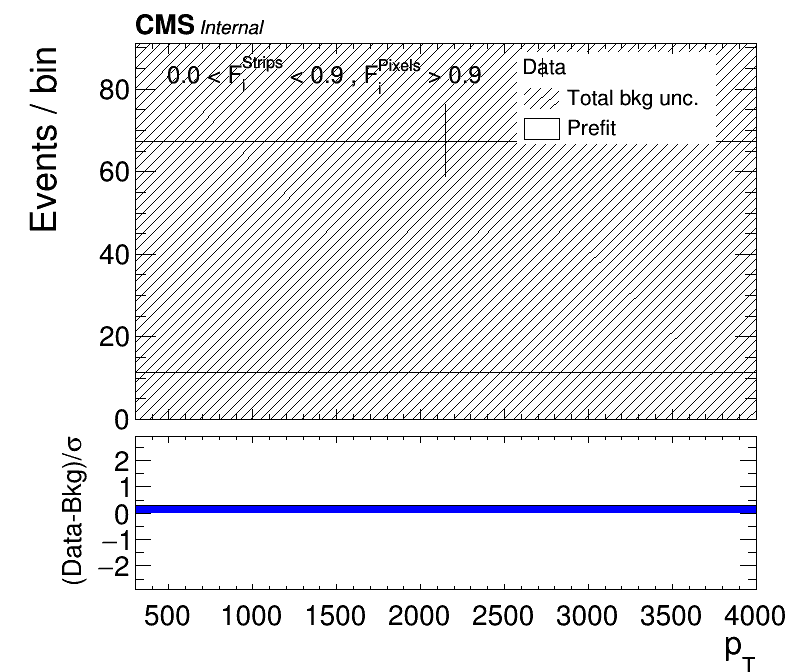 CMS Internal
Events / bin
0.0 < F_i^Strips < 0.9 , F_i^Pixels > 0.9
Data
Total bkg unc.
Prefit
80
60
40
20
0
(Data-Bkg)/σ
2
1
0
−1
−2
500 1000 1500 2000 2500 3000 3500 4000
p_T